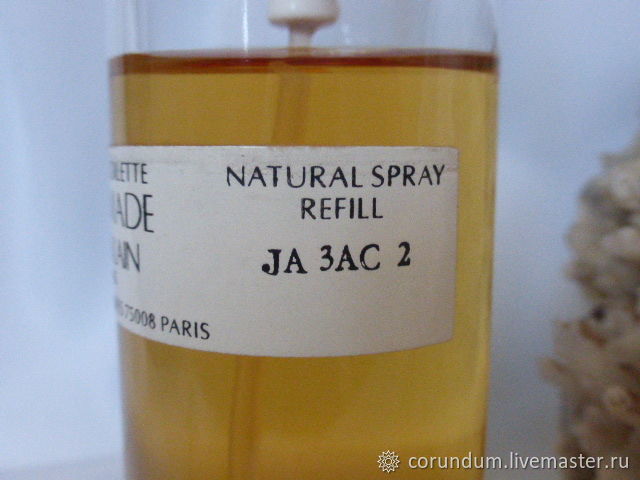 NATURAL SPRAY
REFILL
JA 3AC 2
75008 PARIS
corundum.livemaster.ru